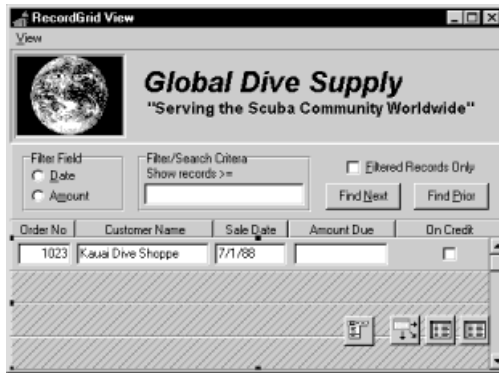 RecordGrid View
View
Global Dive Supply
"Serving the Scuba Community Worldwide"
Filter Field
Date
Amount
Filter/Search Critera
Show records >=
Filtered Records Only
Find Next
Find Prior
Order No Customer Name Sale Date Amount Due On Credit
1023 Kauai Dive Shoppe 7/1/88